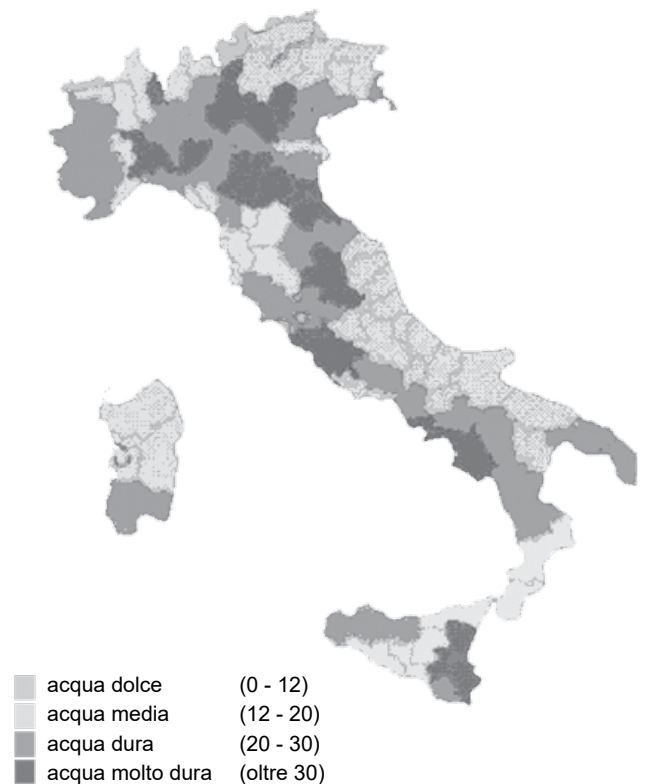 acqua dolce (0 - 12)
acqua media (12 - 20)
acqua dura (20 - 30)
acqua molto dura (oltre 30)